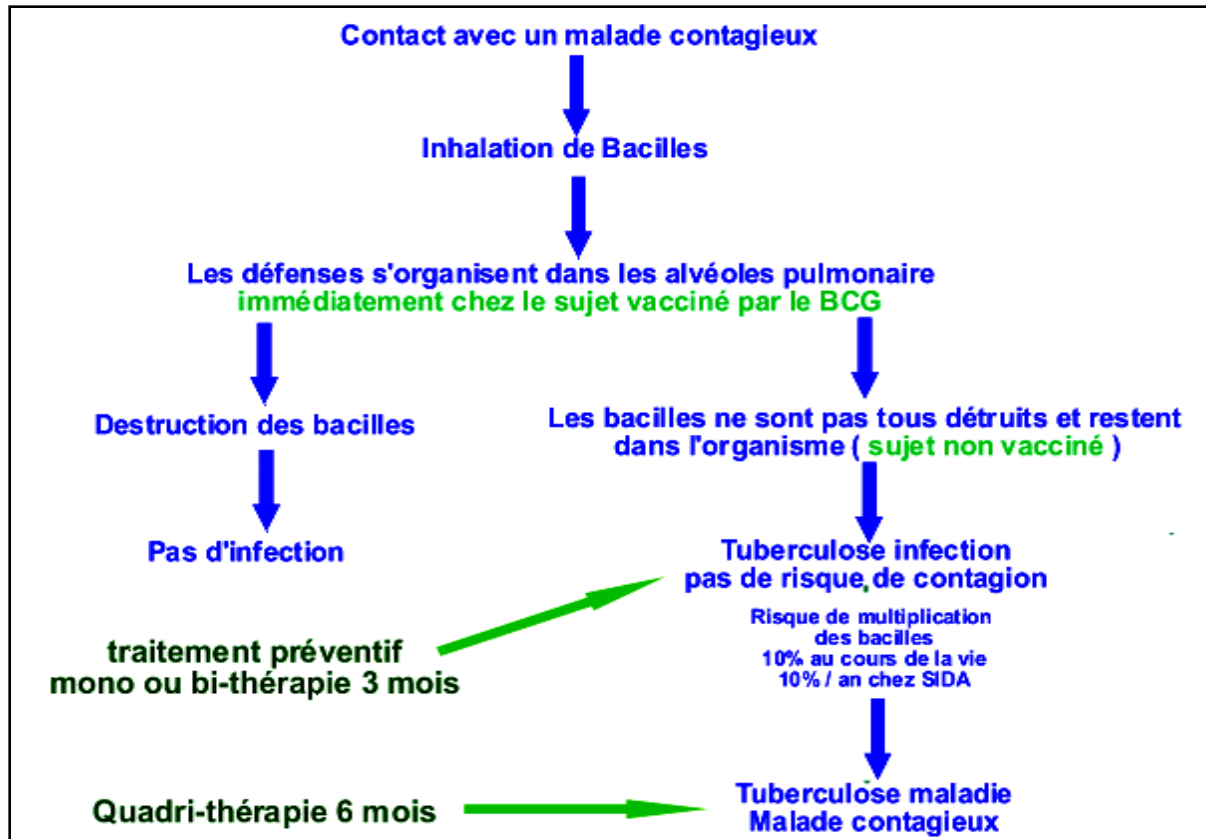 Contact avec un malade contagieux
Inhalation de Bacilles
Les défenses s'organisent dans les alvéoles pulmonaire
immédiatement chez le sujet vacciné par le BCG
Destruction des bacilles
Pas d'infection
Les bacilles ne sont pas tous détruits et restent
dans l'organisme ( sujet non vacciné )
Tuberculose infection
pas de risque de contagion
Risque de multiplication
des bacilles
10% au cours de la vie
10% / an chez SIDA
traitement préventif
mono ou bi-thérapie 3 mois
Quadri-thérapie 6 mois
Tuberculose maladie
Malade contagieux